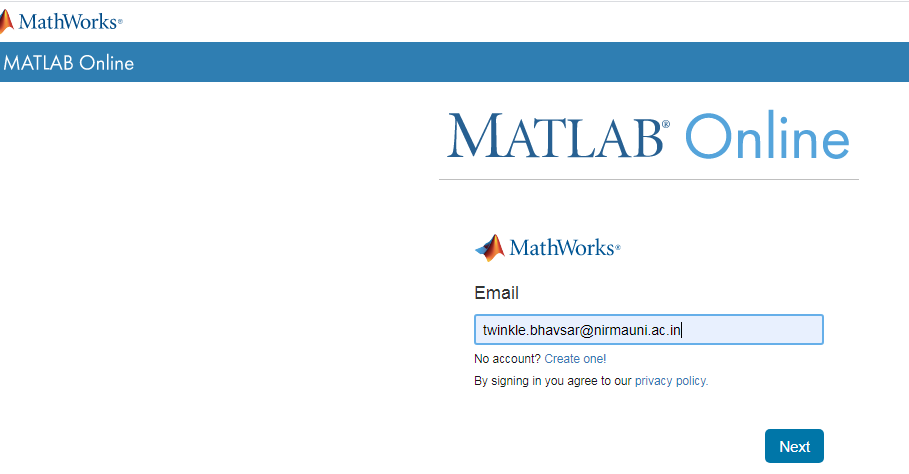 MathWorks®
MATLAB Online
MATLAB® Online
MathWorks®
Email
twinkle.bhavsar@nirmauni.ac.in
No account? Create one!
By signing in you agree to our privacy policy.
Next